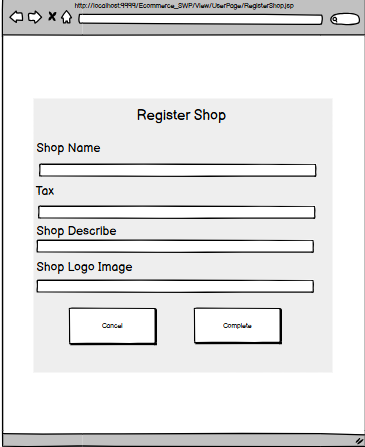 http://localhost:9999/Ecommerce_SWP/View/UserPage/RegisterShop.jsp
Register Shop
Shop Name
Tax
Shop Describe
Shop Logo Image
Cancel
Complete